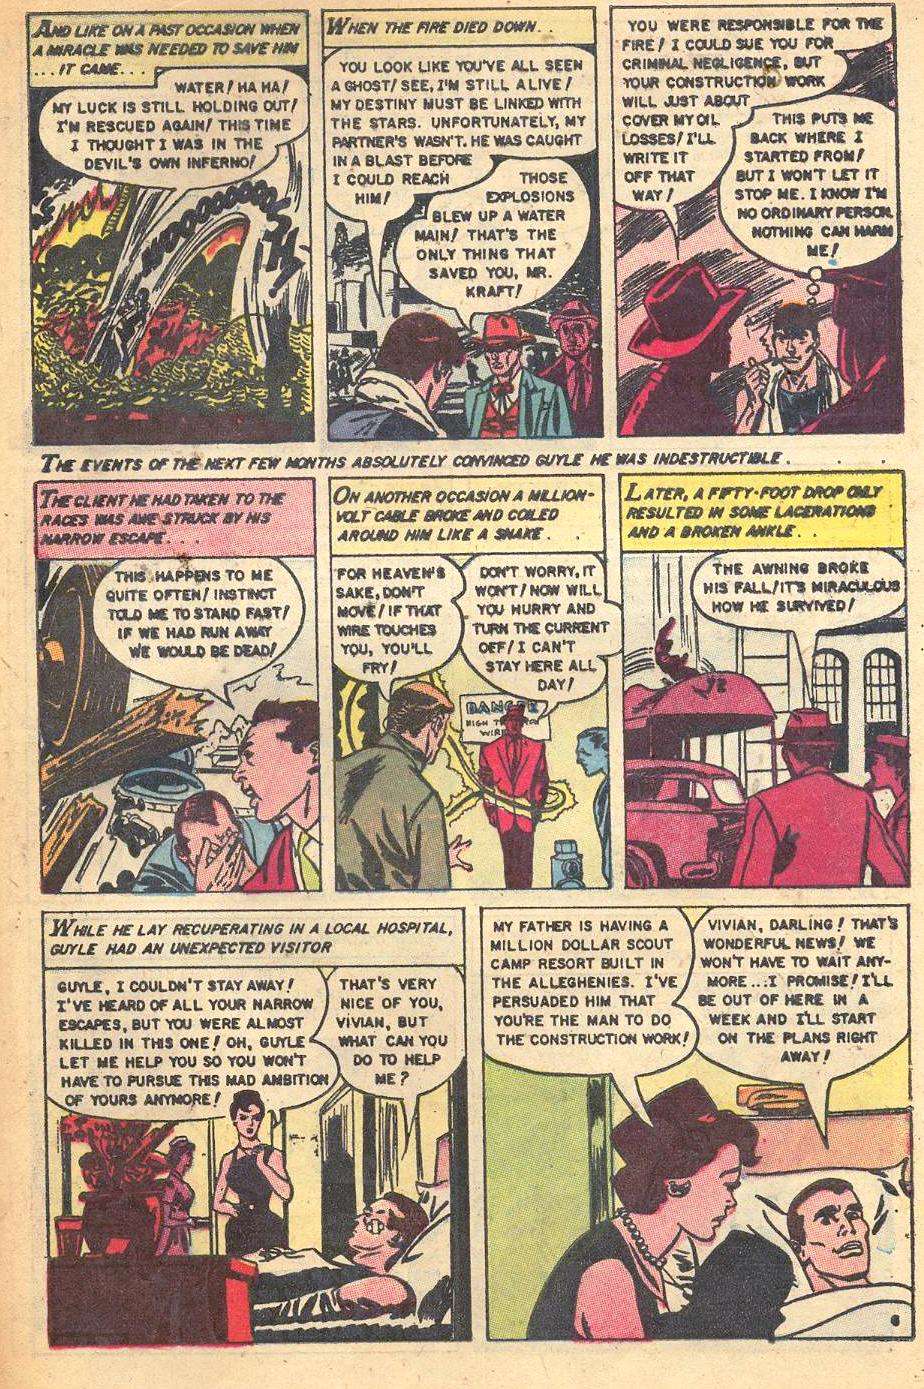 AND LIKE ON A PAST OCCASION WHEN
A MIRACLE WAS NEEDED TO SAVE HIM
...IT CAME...
WATER! HA HA!
MY LUCK IS STILL HOLDING OUT!
I'M RESCUED AGAIN! THIS TIME
I THOUGHT I WAS IN THE
DEVIL'S OWN INFERNO!
WHEN THE FIRE DIED DOWN...
YOU LOOK LIKE YOU'VE ALL SEEN
A GHOST! SEE, I'M STILL ALIVE!
MY DESTINY MUST BE LINKED WITH
THE STARS. UNFORTUNATELY, MY
PARTNER'S WASN'T. HE WAS CAUGHT
IN A BLAST BEFORE
I COULD REACH
HIM!
THOSE
EXPLOSIONS
BLEW UP A WATER
MAIN! THAT'S THE
ONLY THING THAT
SAVED YOU, MR.
KRAFT!
YOU WERE RESPONSIBLE FOR THE
FIRE! I COULD SUE YOU FOR
CRIMINAL NEGLIGENCE, BUT
YOUR CONSTRUCTION WORK
WILL JUST ABOUT
COVER MY OIL
LOSSES! I'LL
WRITE IT
OFF THAT
WAY!
THIS PUTS ME
BACK WHERE I
STARTED FROM!
BUT I WON'T LET IT
STOP ME. I KNOW I'M
NO ORDINARY PERSON.
NOTHING CAN HARM
ME!
THE EVENTS OF THE NEXT FEW MONTHS ABSOLUTELY CONVINCED GUYLE HE WAS INDESTRUCTIBLE....
THE CLIENT HE HAD TAKEN TO THE
RACES WAS AWE STRUCK BY HIS
NARROW ESCAPE....
THIS HAPPENS TO ME
QUITE OFTEN! INSTINCT
TOLD ME TO STAND FAST!
IF WE HAD RUN AWAY
WE WOULD BE DEAD!
ON ANOTHER OCCASION A MILLION-
VOLT CABLE BROKE AND COILED
AROUND HIM LIKE A SNAKE.
FOR HEAVEN'S
SAKE, DON'T
MOVE! IF THAT
WIRE TOUCHES
YOU, YOU'LL
FRY!
DON'T WORRY, IT
WON'T! NOW WILL
YOU HURRY AND
TURN THE CURRENT
OFF! I CAN'T
STAY HERE ALL
DAY!
HIGH
WIRE
LATER, A FIFTY-FOOT DROP ONLY
RESULTED IN SOME LACERATIONS
AND A BROKEN ANKLE..
THE AWNING BROKE
HIS FALL! IT'S MIRACULOUS
HOW HE SURVIVED!
WHILE HE LAY RECUPERATING IN A LOCAL HOSPITAL,
GUYLE HAD AN UNEXPECTED VISITOR
GUYLE, I COULDN'T STAY AWAY!
I'VE HEARD OF ALL YOUR NARROW
ESCAPES, BUT YOU WERE ALMOST
KILLED IN THIS ONE! OH, GUYLE
LET ME HELP YOU SO YOU WON'T
HAVE TO PURSUE THIS MAD AMBITION
OF YOURS ANYMORE!
THAT'S VERY
NICE OF YOU,
VIVIAN, BUT
WHAT CAN YOU
DO TO HELP
ME?
MY FATHER IS HAVING A
MILLION DOLLAR SCOUT
CAMP RESORT BUILT IN
THE ALLEGHENIES. I'VE
PERSUADED HIM THAT
YOU'RE THE MAN TO DO
THE CONSTRUCTION WORK!
VIVIAN, DARLING! THAT'S
WONDERFUL NEWS! WE
WON'T HAVE TO WAIT ANY-
MORE...I PROMISE! I'LL
BE OUT OF HERE IN A
WEEK AND I'LL START
ON THE PLANS RIGHT
AWAY!